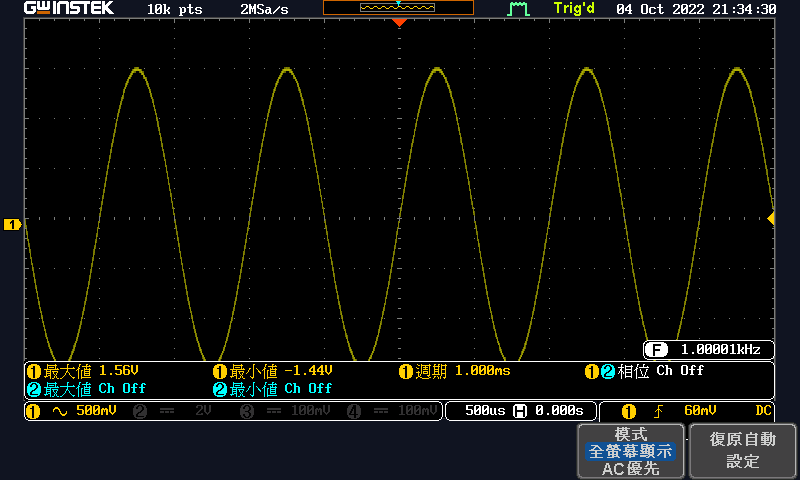 GWINSTEK 10k pts 2MSa/s Trig'd 04 Oct 2022 21:34:30
1
F 1.00001kHz
1 最大值 1.56V 1 最小值 -1.44V 1 週期 1.000ms 1 2 相位 Ch Off
2 最大值 Ch Off 2 最小值 Ch Off
1 500mV 2 2V 3 100mV 4 100mV 500us H 0.000s 1 60mV DC
模式
全螢幕顯示
AC優先
復原自動
設定